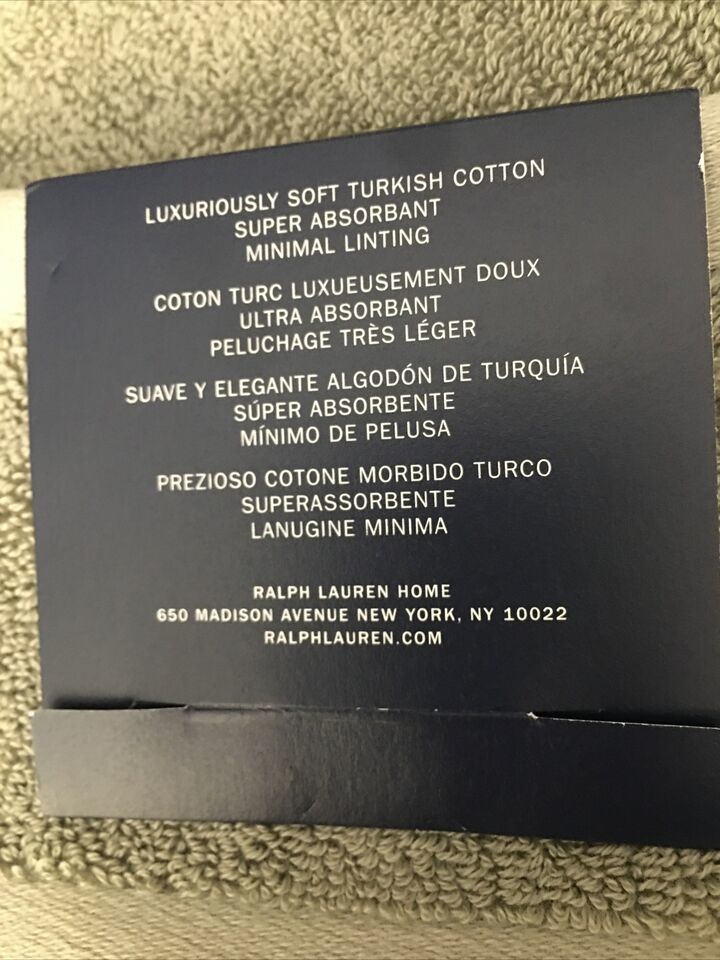 LUXURIOUSLY SOFT TURKISH COTTON
SUPER ABSORBANT
MINIMAL LINTING
COTON TURC LUXUEUSEMENT DOUX
ULTRA ABSORBANT
PELUCHAGE TRÈS LÉGER
SUAVE Y ELEGANTE ALGODÓN DE TURQUÍA
SÚPER ABSORBENTE
MÍNIMO DE PELUSA
PREZIOSO COTONE MORBIDO TURCO
SUPERASSORBENTE
LANUGINE MINIMA
RALPH LAUREN HOME
650 MADISON AVENUE NEW YORK, NY 10022
RALPHLAUREN.COM